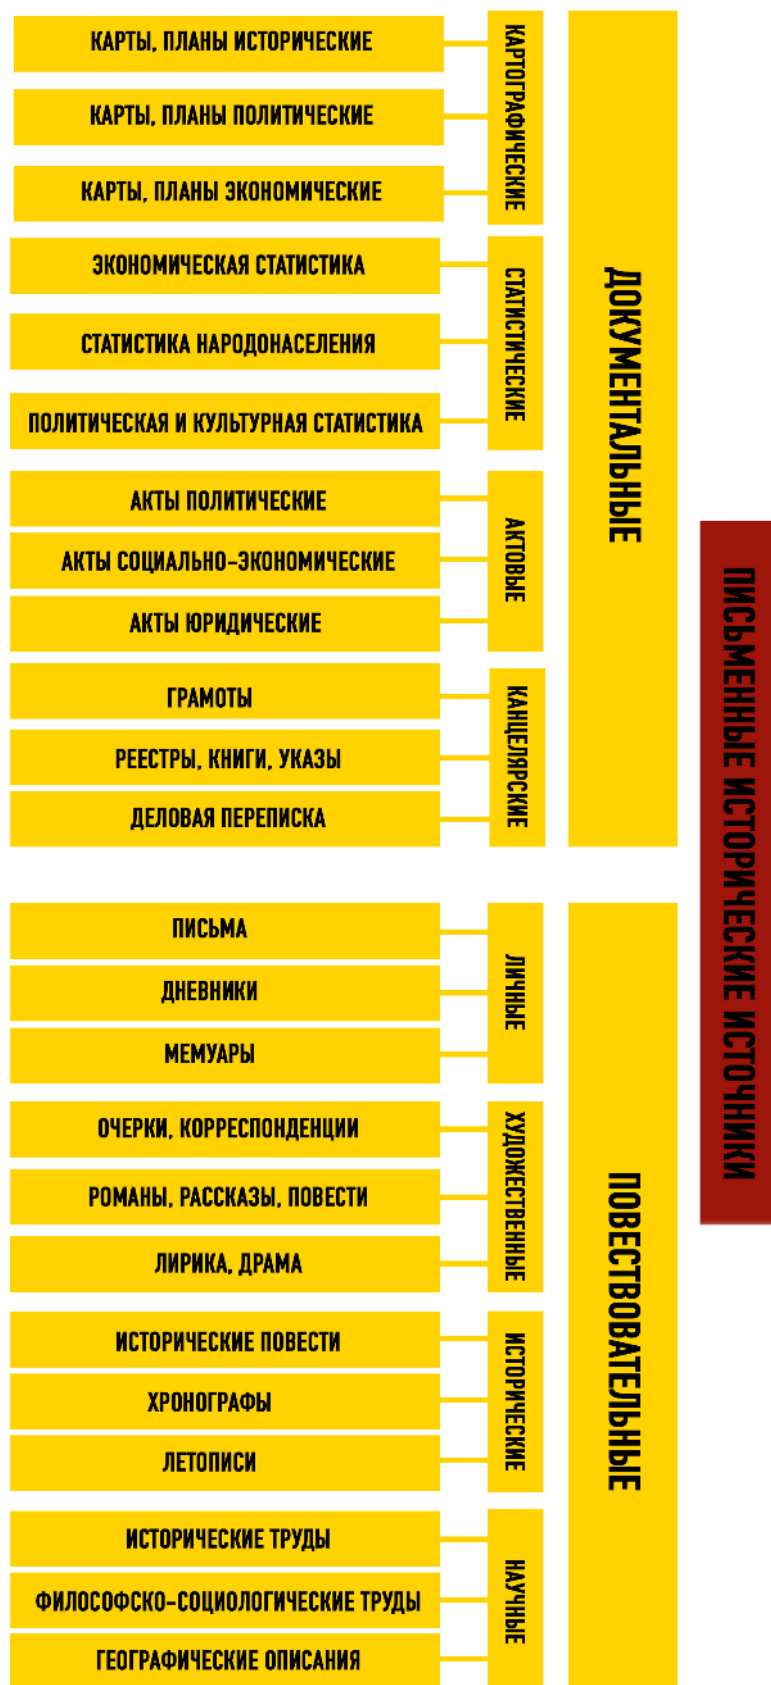 ПИСЬМЕННЫЕ ИСТОРИЧЕСКИЕ ИСТОЧНИКИ
ДОКУМЕНТАЛЬНЫЕ
КАРТОГРАФИЧЕСКИЕ
КАРТЫ, ПЛАНЫ ИСТОРИЧЕСКИЕ
КАРТЫ, ПЛАНЫ ПОЛИТИЧЕСКИЕ
КАРТЫ, ПЛАНЫ ЭКОНОМИЧЕСКИЕ
СТАТИСТИЧЕСКИЕ
ЭКОНОМИЧЕСКАЯ СТАТИСТИКА
СТАТИСТИКА НАРОДОНАСЕЛЕНИЯ
ПОЛИТИЧЕСКАЯ И КУЛЬТУРНАЯ СТАТИСТИКА
АКТОВЫЕ
АКТЫ ПОЛИТИЧЕСКИЕ
АКТЫ СОЦИАЛЬНО-ЭКОНОМИЧЕСКИЕ
АКТЫ ЮРИДИЧЕСКИЕ
КАНЦЕЛЯРСКИЕ
ГРАМОТЫ
РЕЕСТРЫ, КНИГИ, УКАЗЫ
ДЕЛОВАЯ ПЕРЕПИСКА
ПОВЕСТВОВАТЕЛЬНЫЕ
ЛИЧНЫЕ
ПИСЬМА
ДНЕВНИКИ
МЕМУАРЫ
ХУДОЖЕСТВЕННЫЕ
ОЧЕРКИ, КОРРЕСПОНДЕНЦИИ
РОМАНЫ, РАССКАЗЫ, ПОВЕСТИ
ЛИРИКА, ДРАМА
ИСТОРИЧЕСКИЕ
ИСТОРИЧЕСКИЕ ПОВЕСТИ
ХРОНОГРАФЫ
ЛЕТОПИСИ
НАУЧНЫЕ
ИСТОРИЧЕСКИЕ ТРУДЫ
ФИЛОСОФСКО-СОЦИОЛОГИЧЕСКИЕ ТРУДЫ
ГЕОГРАФИЧЕСКИЕ ОПИСАНИЯ